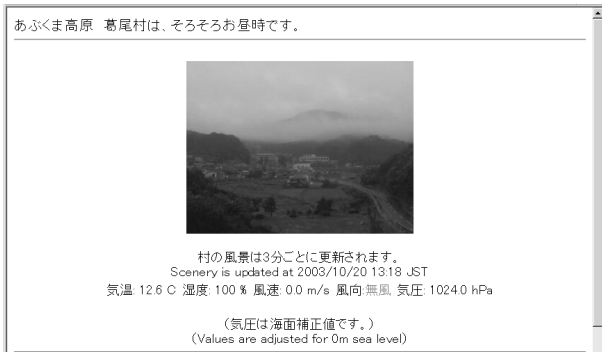 あぶくま高原　葛尾村は、そろそろお昼時です。
村の風景は3分ごとに更新されます。
Scenery is updated at 2003/10/20 13:18 JST
気温: 12.6 C 湿度: 100 % 風速: 0.0 m/s 風向:無風 気圧: 1024.0 hPa
（気圧は海面補正値です。）
(Values are adjusted for 0m sea level)